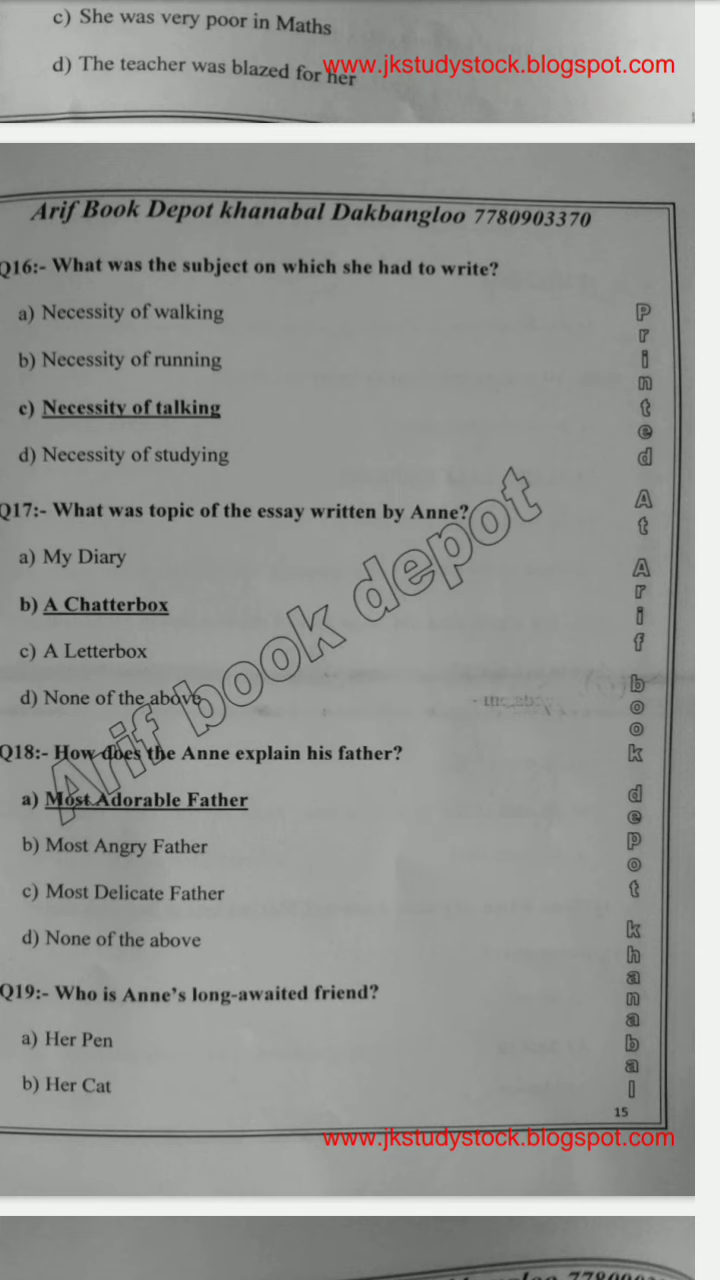 c) She was very poor in Maths
d) The teacher was blazed for her
www.jkstudystock.blogspot.com
Arif Book Depot khanabal Dakbangloo 7780903370
Q16:- What was the subject on which she had to write?
a) Necessity of walking
b) Necessity of running
c) Necessity of talking
d) Necessity of studying
Q17:- What was topic of the essay written by Anne?
a) My Diary
b) A Chatterbox
c) A Letterbox
d) None of the above
Q18:- How does the Anne explain his father?
a) Most Adorable Father
b) Most Angry Father
c) Most Delicate Father
d) None of the above
Q19:- Who is Anne's long-awaited friend?
a) Her Pen
b) Her Cat
Arif book depot
Printed At Arif book depot khanabal
15
www.jkstudystock.blogspot.com